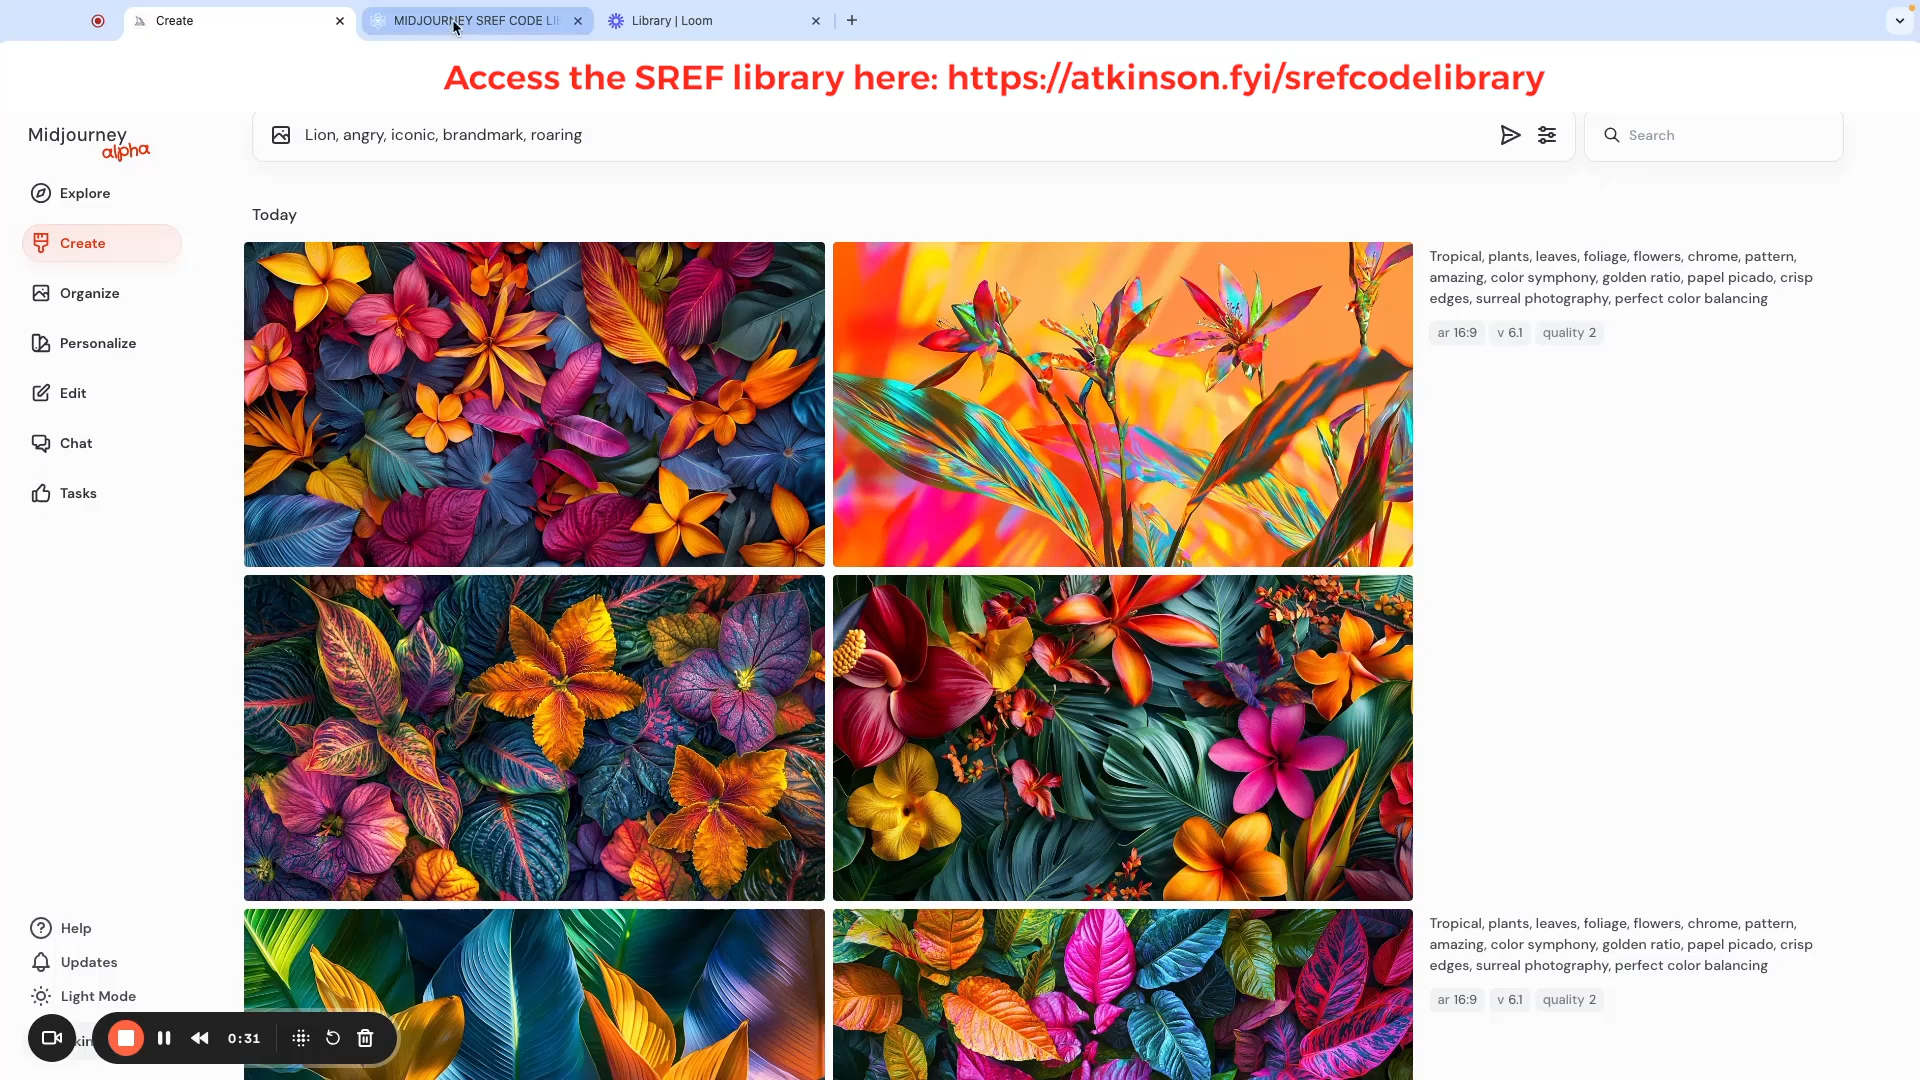 Create
MIDJOURNEY SREF CODE LI
Library | Loom
Access the SREF library here: https://atkinson.fyi/srefcodelibrary
Midjourney
alpha
Lion, angry, iconic, brandmark, roaring
Search
Explore
Create
Organize
Personalize
Edit
Chat
Tasks
Today
Tropical, plants, leaves, foliage, flowers, chrome, pattern,
amazing, color symphony, golden ratio, papel picado, crisp
edges, surreal photography, perfect color balancing
ar 16:9 v 6.1 quality 2
Tropical, plants, leaves, foliage, flowers, chrome, pattern,
amazing, color symphony, golden ratio, papel picado, crisp
edges, surreal photography, perfect color balancing
ar 16:9 v 6.1 quality 2
Help
Updates
Light Mode
0:31